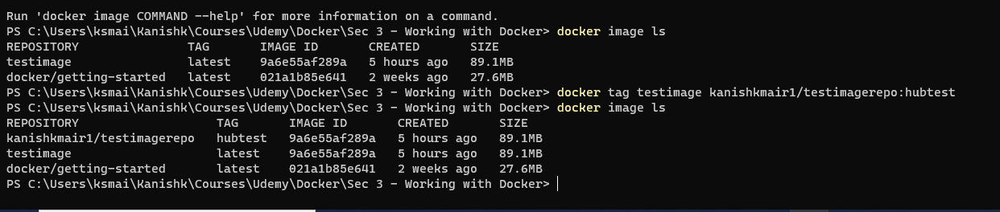 Run 'docker image COMMAND --help' for more information on a command.
PS C:\Users\ksmai\Kanishk\Courses\Udemy\Docker\Sec 3 - Working with Docker> docker image ls
REPOSITORY               TAG       IMAGE ID       CREATED       SIZE
testimage                latest    9a6e55af289a   5 hours ago   89.1MB
docker/getting-started   latest    021a1b85e641   2 weeks ago   27.6MB
PS C:\Users\ksmai\Kanishk\Courses\Udemy\Docker\Sec 3 - Working with Docker> docker tag testimage kanishkmair1/testimagerepo:hubtest
PS C:\Users\ksmai\Kanishk\Courses\Udemy\Docker\Sec 3 - Working with Docker> docker image ls
REPOSITORY                   TAG       IMAGE ID       CREATED       SIZE
kanishkmair1/testimagerepo   hubtest   9a6e55af289a   5 hours ago   89.1MB
testimage                    latest    9a6e55af289a   5 hours ago   89.1MB
docker/getting-started       latest    021a1b85e641   2 weeks ago   27.6MB
PS C:\Users\ksmai\Kanishk\Courses\Udemy\Docker\Sec 3 - Working with Docker>